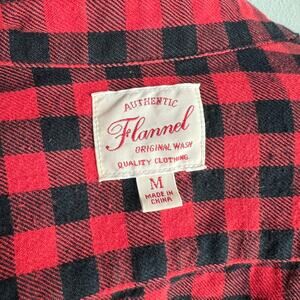 AUTHENTIC
Flannel
ORIGINAL WASH
QUALITY CLOTHING
M
MADE IN
CHINA